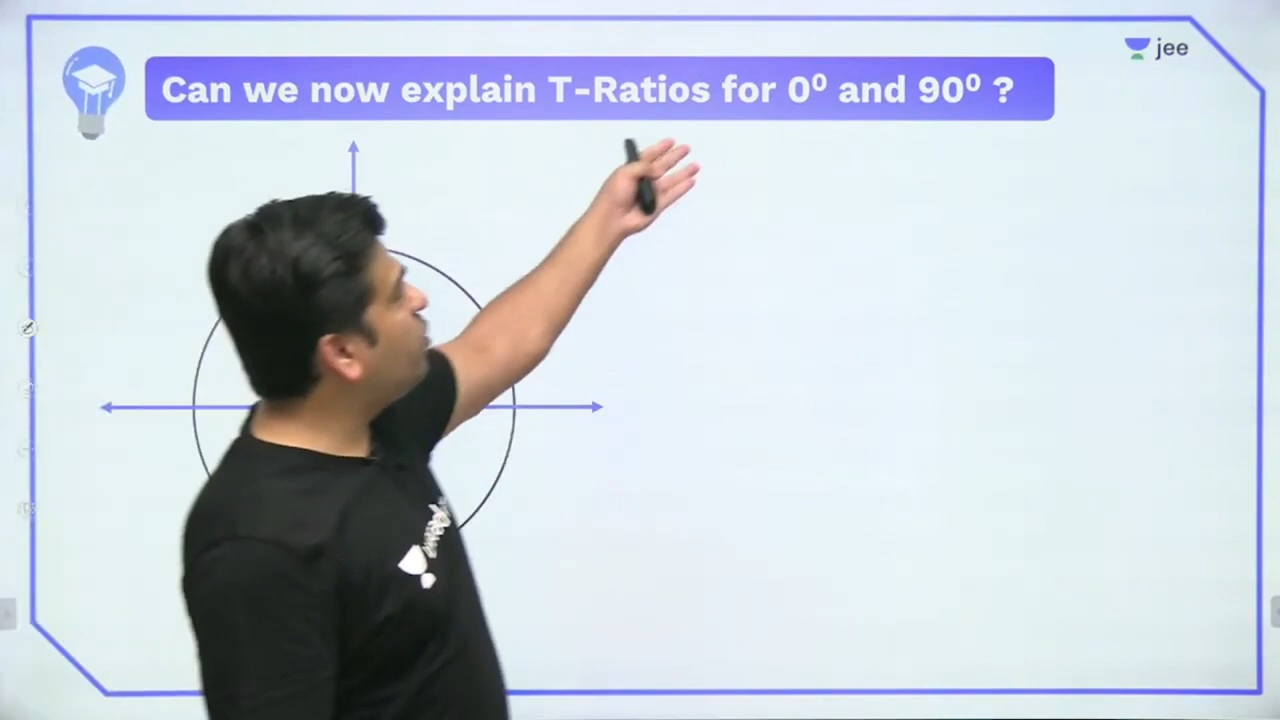 Can we now explain T-Ratios for 0⁰ and 90⁰ ?
jee